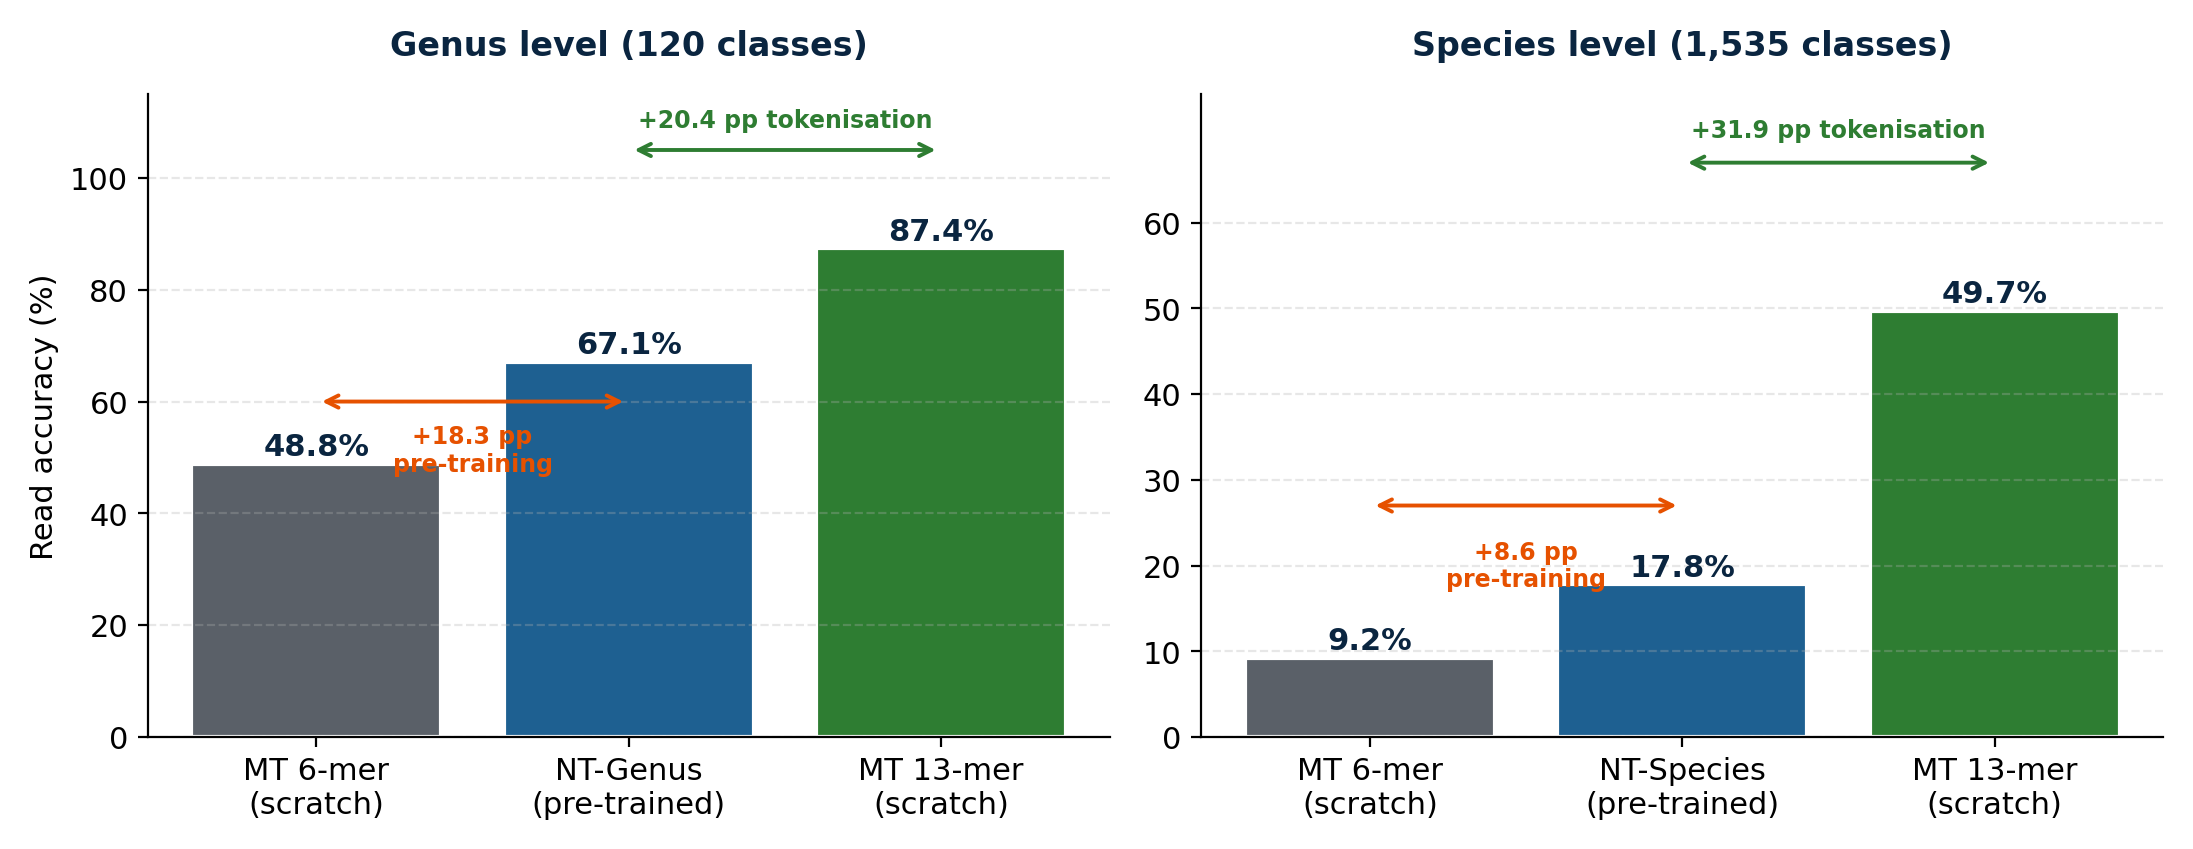 Genus level (120 classes)
+20.4 pp tokenisation
100
80
60
40
20
0
Read accuracy (%)
87.4%
67.1%
48.8%
+18.3 pp
pre-training
MT 6-mer
(scratch)
NT-Genus
(pre-trained)
MT 13-mer
(scratch)
Species level (1,535 classes)
+31.9 pp tokenisation
60
50
40
30
20
10
0
49.7%
+8.6 pp
pre-training
17.8%
9.2%
MT 6-mer
(scratch)
NT-Species
(pre-trained)
MT 13-mer
(scratch)